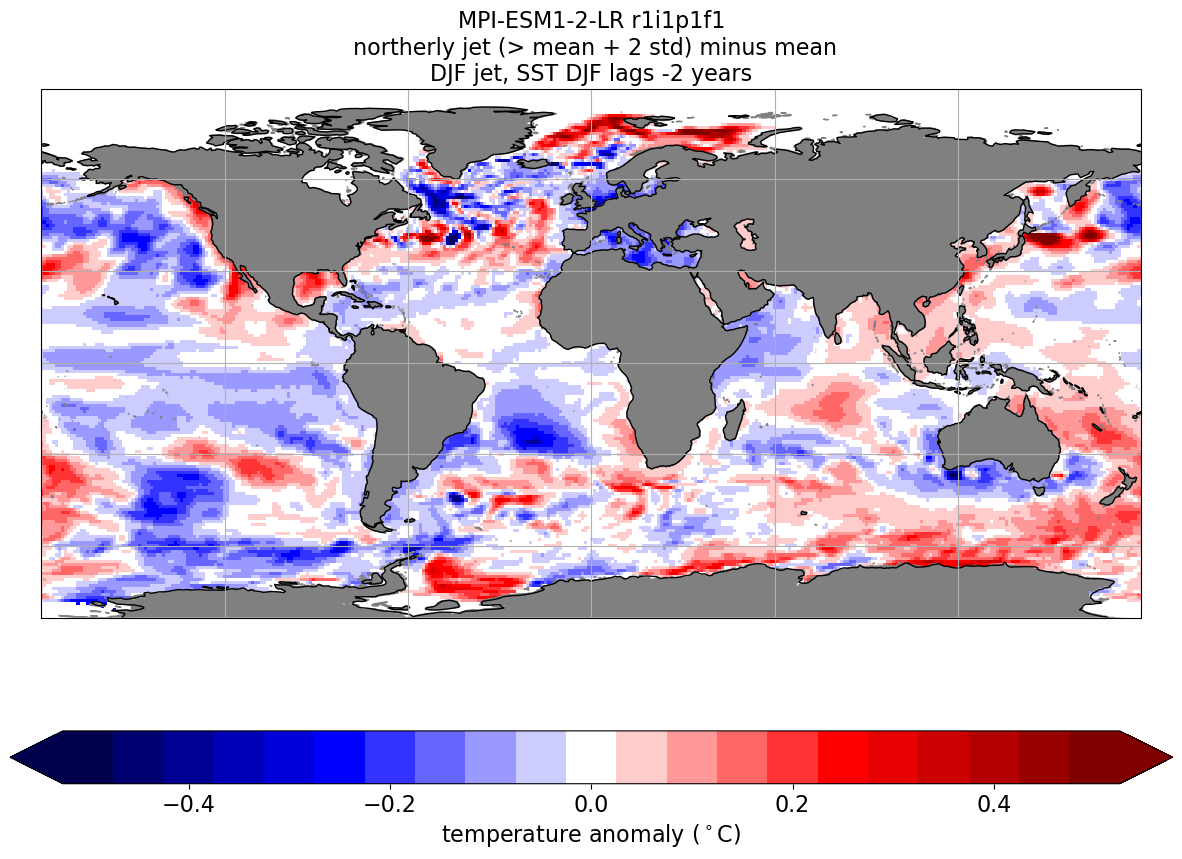 MPI-ESM1-2-LR r1i1p1f1
northerly jet (> mean + 2 std) minus mean
DJF jet, SST DJF lags -2 years
−0.4 −0.2 0.0 0.2 0.4
temperature anomaly (°C)